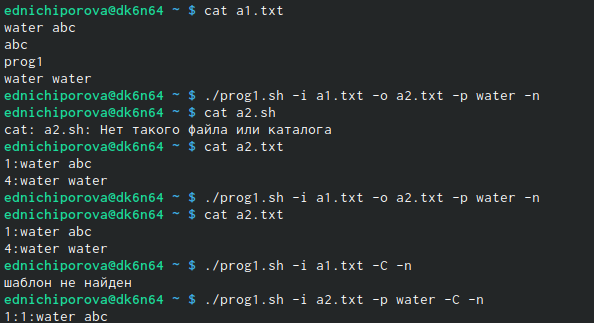 ednichiporova@dk6n64 ~ $ cat a1.txt
water abc
abc
prog1
water water
ednichiporova@dk6n64 ~ $ ./prog1.sh -i a1.txt -o a2.txt -p water -n
ednichiporova@dk6n64 ~ $ cat a2.sh
cat: a2.sh: Нет такого файла или каталога
ednichiporova@dk6n64 ~ $ cat a2.txt
1:water abc
4:water water
ednichiporova@dk6n64 ~ $ ./prog1.sh -i a1.txt -o a2.txt -p water -n
ednichiporova@dk6n64 ~ $ cat a2.txt
1:water abc
4:water water
ednichiporova@dk6n64 ~ $ ./prog1.sh -i a1.txt -C -n
шаблон не найден
ednichiporova@dk6n64 ~ $ ./prog1.sh -i a2.txt -p water -C -n
1:1:water abc